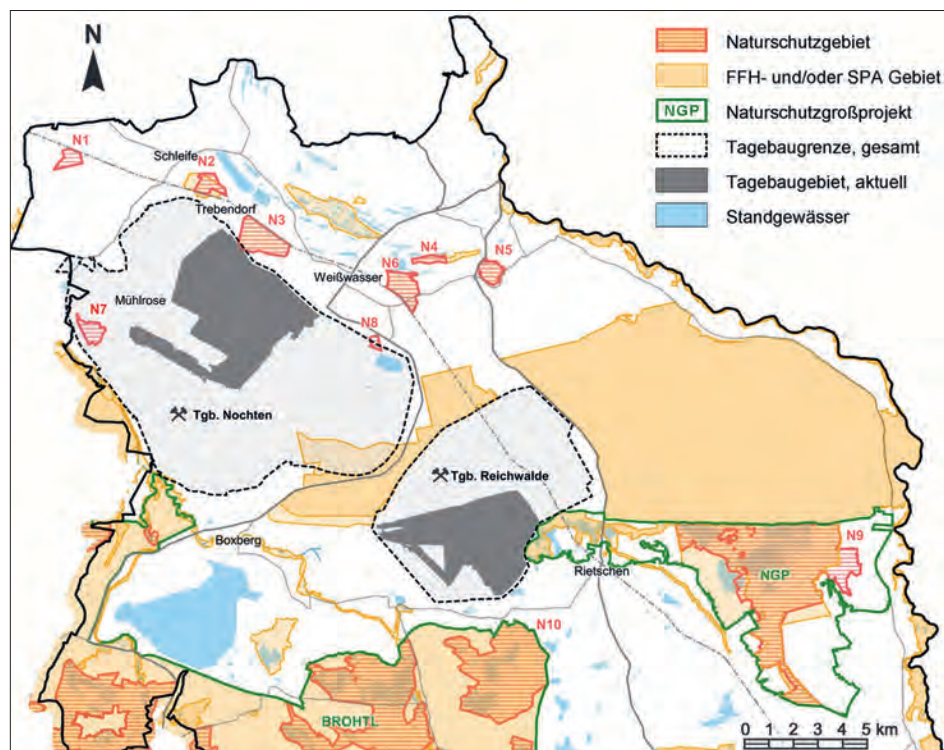 N
Naturschutzgebiet
FFH- und/oder SPA Gebiet
NGP Naturschutzgroßprojekt
Tagebaugrenze, gesamt
Tagebaugebiet, aktuell
Standgewässer
N1
Schleife
N2
Trebendorf
N3
Weißwasser
N6
N4
N5
Mühlrose
N7
N8
Tgb. Nochten
Tgb. Reichwalde
Boxberg
Rietschen
NGP
N9
N10
BROHTL
0 1 2 3 4 5 km